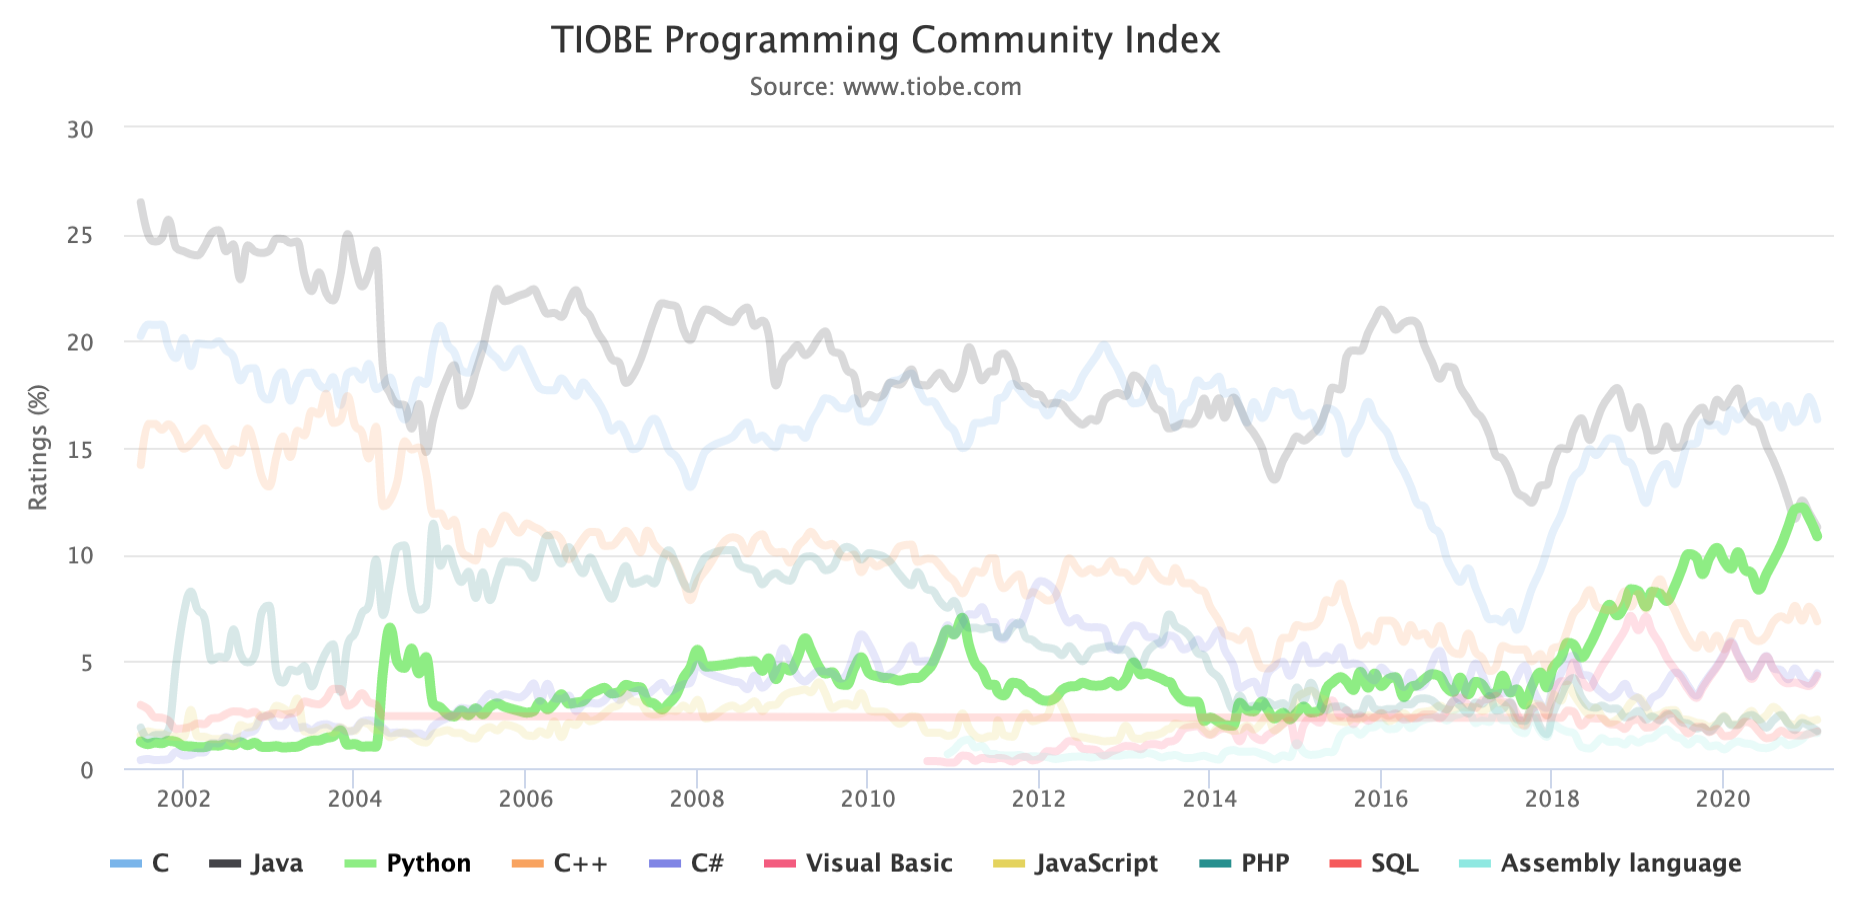 TIOBE Programming Community Index
Source: www.tiobe.com
30
25
20
15
10
5
0
Ratings (%)
2002 2004 2006 2008 2010 2012 2014 2016 2018 2020
C Java Python C++ C# Visual Basic JavaScript PHP SQL Assembly language